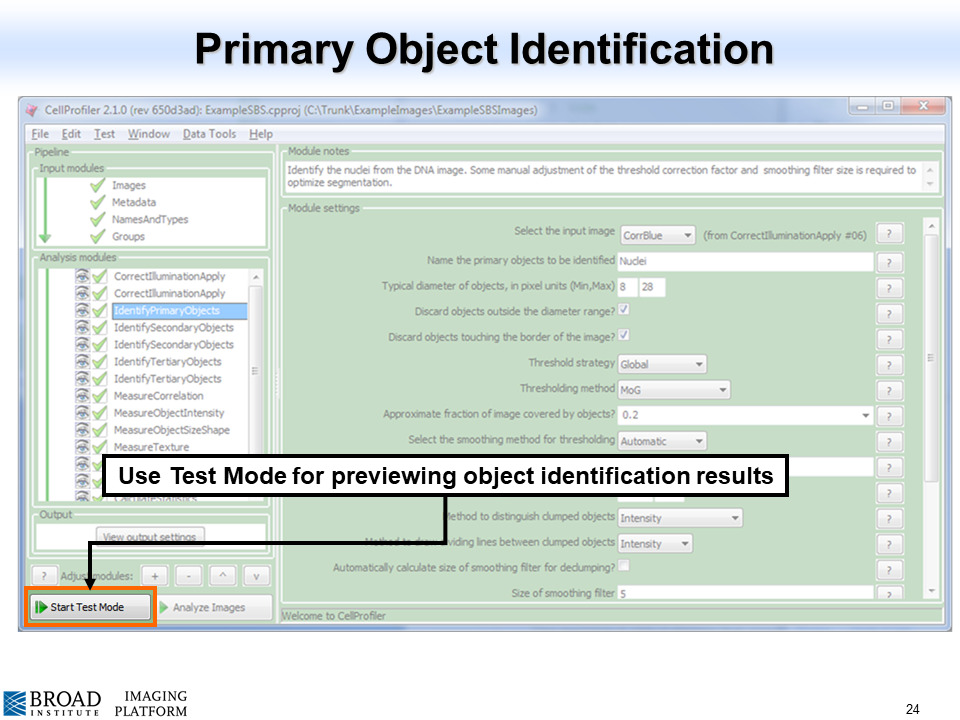 Primary Object Identification
CellProfiler 2.1.0 (rev 650d3ad): ExampleSBS.cpproj (C:\Trunk\ExampleImages\ExampleSBSImages)
File Edit Test Window Data Tools Help
Pipeline
Input modules
Images
Metadata
NamesAndTypes
Groups
Analysis modules
CorrectIlluminationApply
CorrectIlluminationApply
IdentifyPrimaryObjects
IdentifySecondaryObjects
IdentifySecondaryObjects
IdentifyTertiaryObjects
IdentifyTertiaryObjects
MeasureCorrelation
MeasureObjectIntensity
MeasureObjectSizeShape
MeasureTexture
CalculateStatistics
Output
View output settings
? Adjust modules: + - ^ v
Start Test Mode
Analyze Images
Module notes
Identify the nuclei from the DNA image. Some manual adjustment of the threshold correction factor and smoothing filter size is required to
optimize segmentation.
Module settings
Select the input image CorrBlue (from CorrectIlluminationApply #06) ?
Name the primary objects to be identified Nuclei ?
Typical diameter of objects, in pixel units (Min,Max) 8 28 ?
Discard objects outside the diameter range? ?
Discard objects touching the border of the image? ?
Threshold strategy Global ?
Thresholding method MoG ?
Approximate fraction of image covered by objects? 0.2 ?
Select the smoothing method for thresholding Automatic ?
?
?
Use Test Mode for previewing object identification results
Method to distinguish clumped objects Intensity ?
Method to draw dividing lines between clumped objects Intensity ?
Automatically calculate size of smoothing filter for declumping? ?
Size of smoothing filter 5 ?
Welcome to CellProfiler
BROAD
INSTITUTE
IMAGING
PLATFORM
24